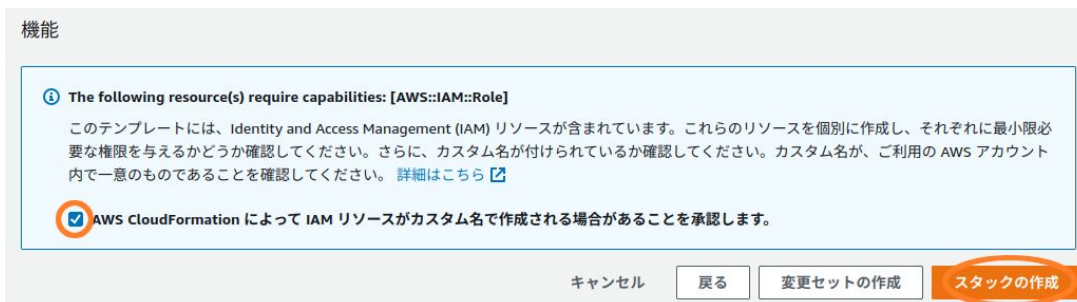 機能
The following resource(s) require capabilities: [AWS::IAM::Role]
このテンプレートには、Identity and Access Management (IAM) リソースが含まれています。これらのリソースを個別に作成し、それぞれに最小限必
要な権限を与えるかどうか確認してください。さらに、カスタム名が付けられているか確認してください。カスタム名が、ご利用の AWS アカウント
内で一意のものであることを確認してください。 詳細はこちら
AWS CloudFormation によって IAM リソースがカスタム名で作成される場合があることを承認します。
キャンセル 戻る 変更セットの作成 スタックの作成